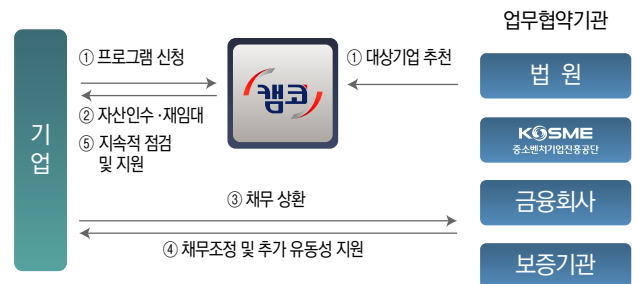 업무협약기관
① 프로그램 신청
① 대상기업 추천
법 원
캠코
② 자산인수·재임대
⑤ 지속적 점검
및 지원
기
업
KOSME
중소벤처기업진흥공단
③ 채무 상환
금융회사
④ 채무조정 및 추가 유동성 지원
보증기관